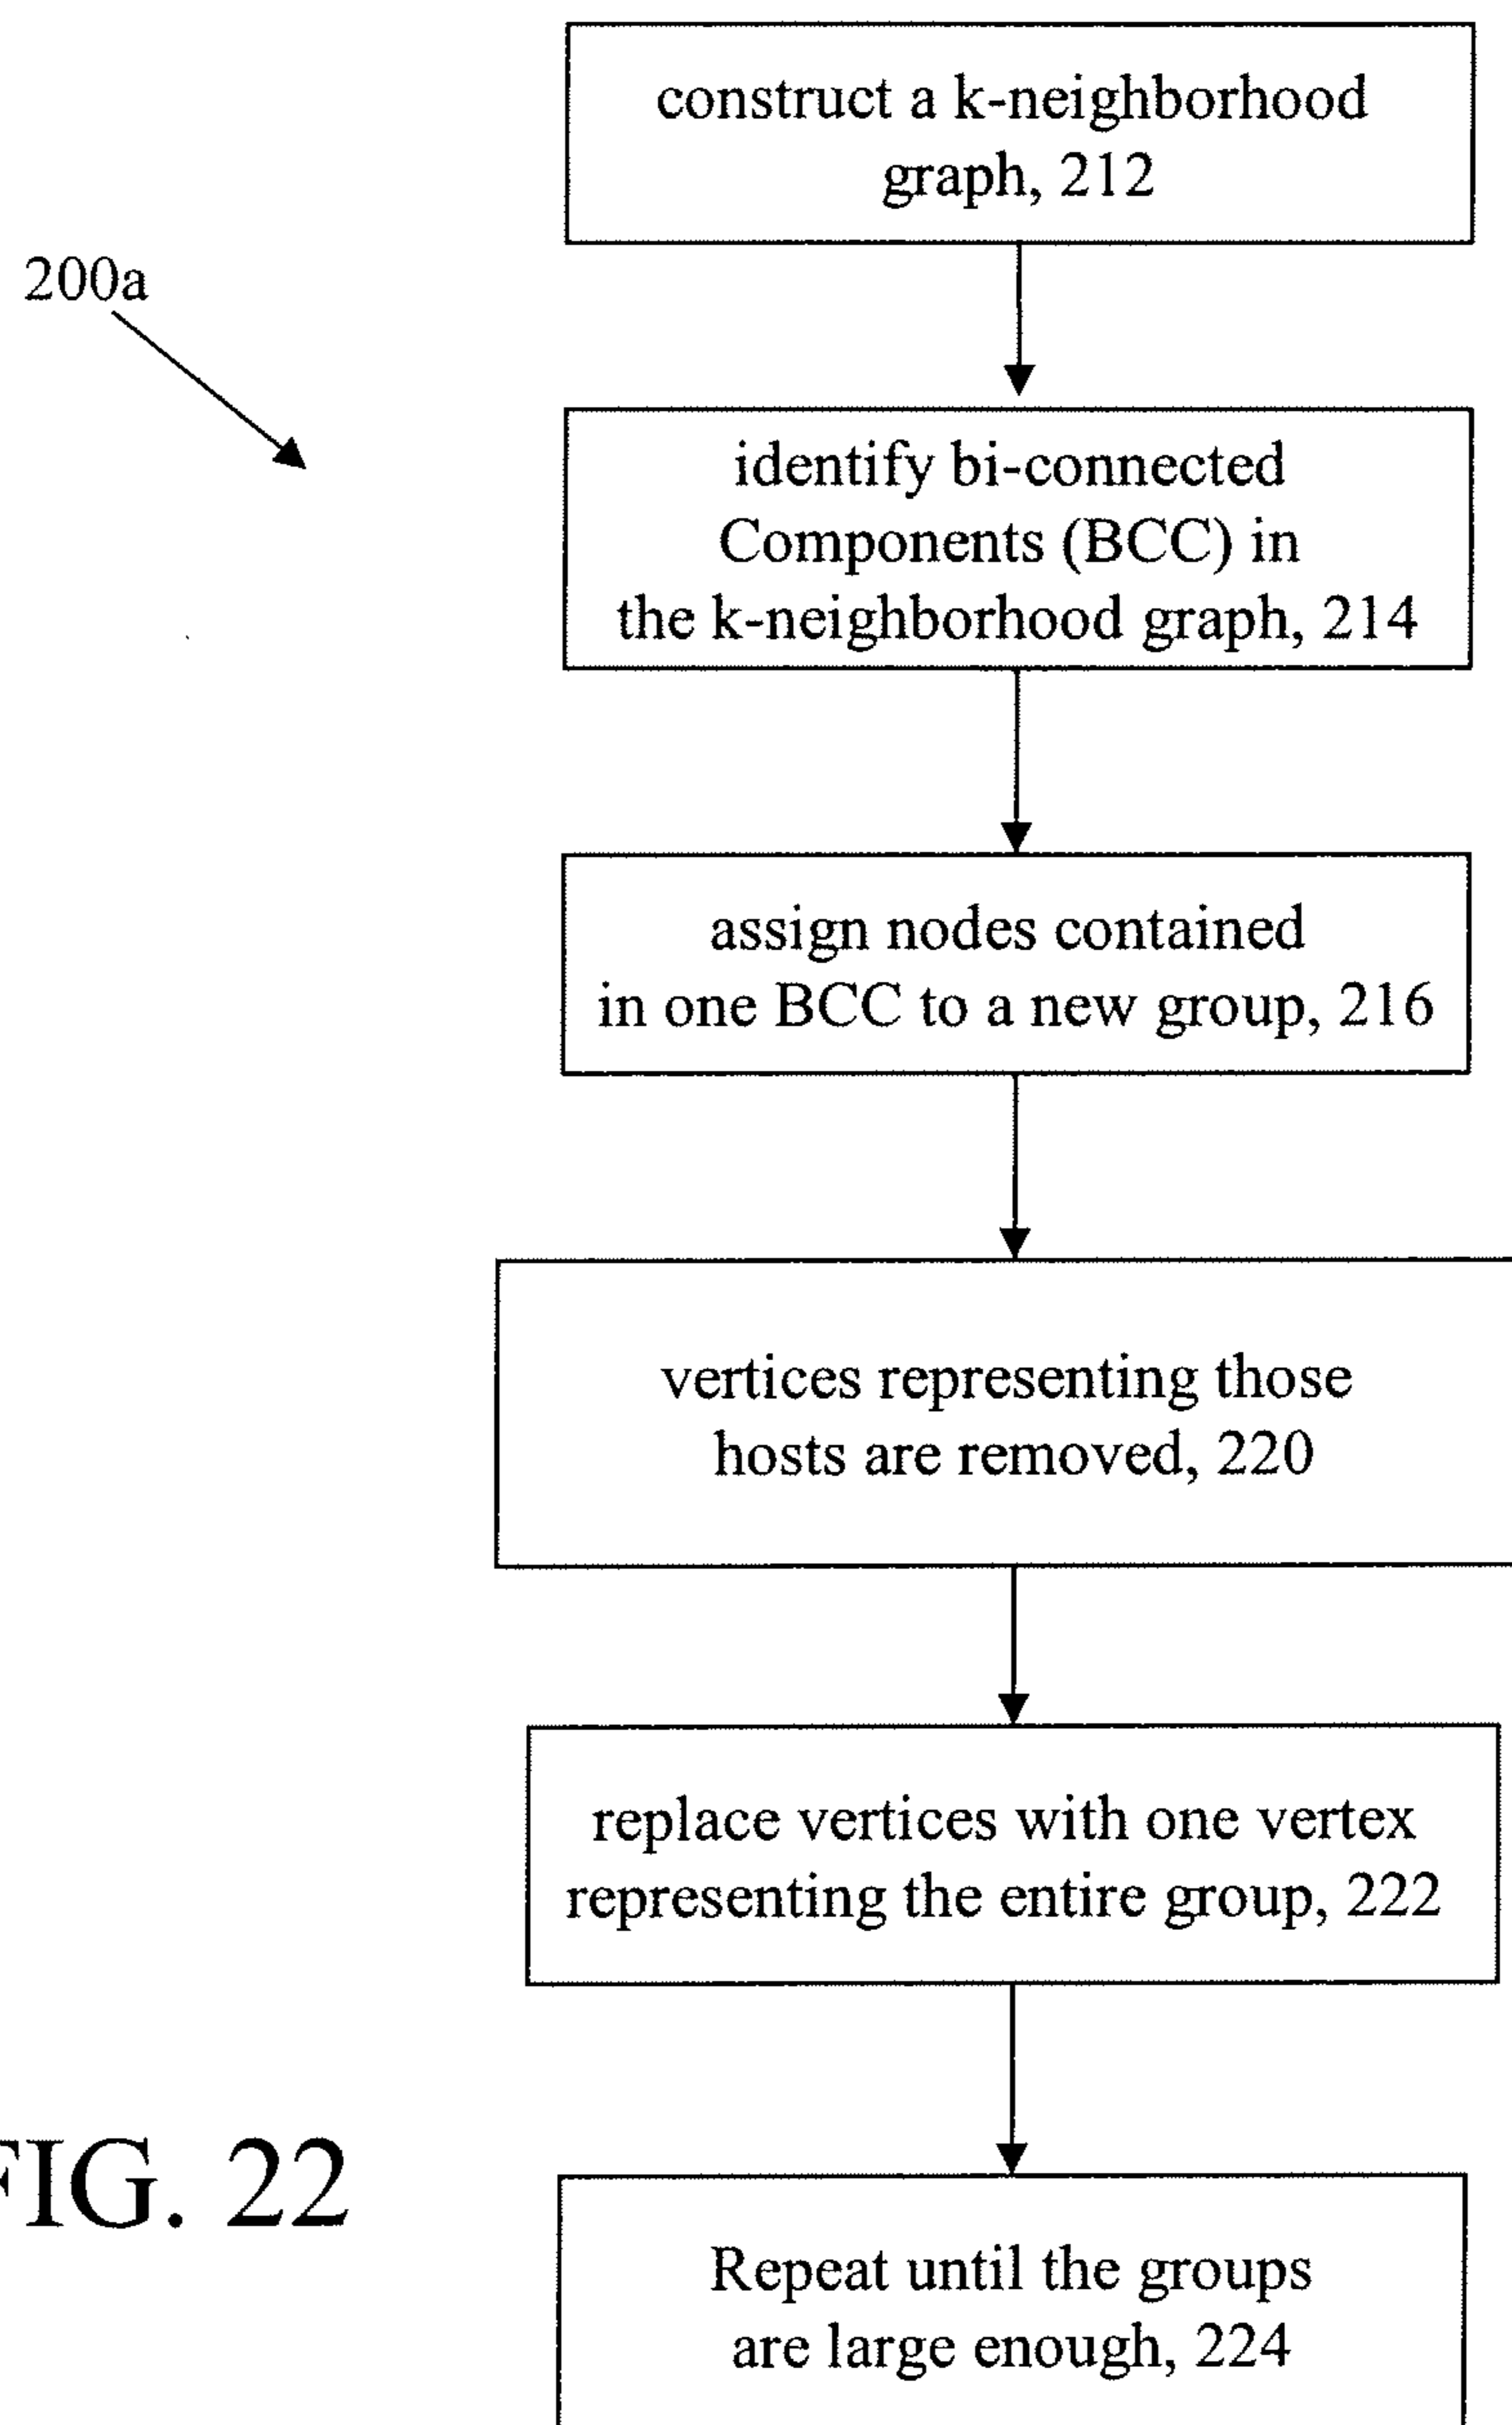 construct a k-neighborhood
graph, 212
200a
identify bi-connected
Components (BCC) in
the k-neighborhood graph, 214
assign nodes contained
in one BCC to a new group, 216
vertices representing those
hosts are removed, 220
replace vertices with one vertex
representing the entire group, 222
FIG. 22
Repeat until the groups
are large enough, 224